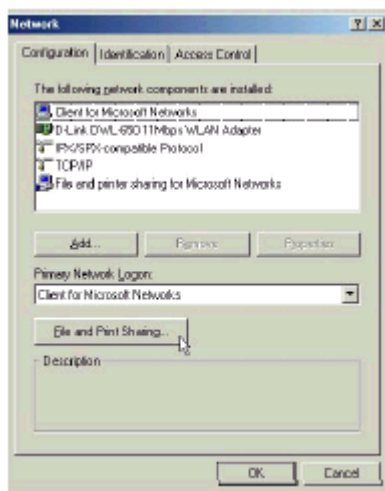 Network
Configuration Identification Access Control
The following network components are installed:
Client for Microsoft Networks
D-Link DWL-650 11Mbps WLAN Adapter
IPX/SPX-compatible Protocol
TCP/IP
File and printer sharing for Microsoft Networks
Add... Remove Properties
Primary Network Logon:
Client for Microsoft Networks
File and Print Sharing...
Description
OK Cancel